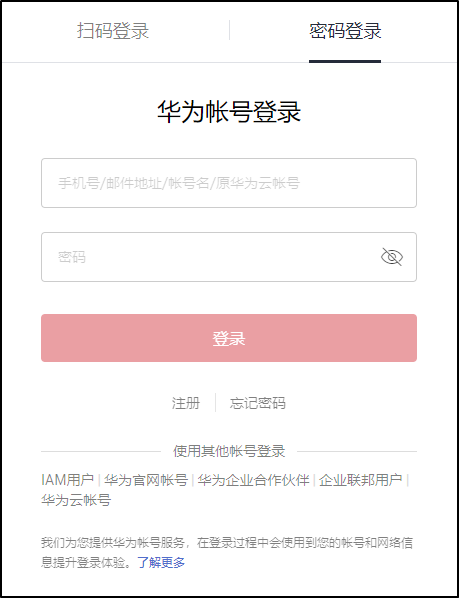 扫码登录
密码登录
华为帐号登录
手机号/邮件地址/帐号名/原华为云帐号
密码
登录
注册
忘记密码
使用其他帐号登录
IAM用户 | 华为官网帐号 | 华为企业合作伙伴 | 企业联邦用户 |
华为云帐号
我们为您提供华为帐号服务，在登录过程中会使用到您的帐号和网络信
息提升登录体验。了解更多